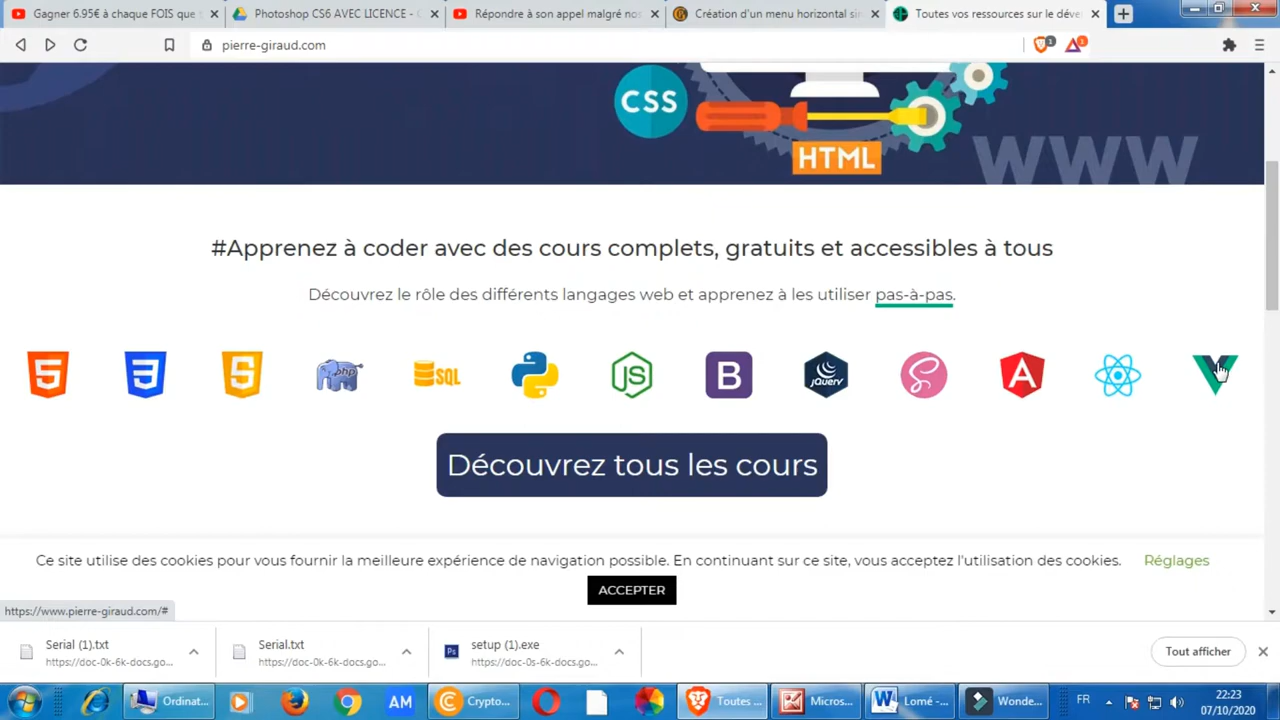 Gagner 6.95€ à chaque FOIS que
Photoshop CS6 AVEC LICENCE - G
Répondre à son appel malgré nos
Création d'un menu horizontal sim
Toutes vos ressources sur le déve
pierre-giraud.com
1
1
CSS
HTML
WWW
#Apprenez à coder avec des cours complets, gratuits et accessibles à tous
Découvrez le rôle des différents langages web et apprenez à les utiliser pas-à-pas.
5
3
php
SQL
JS
B
jQuery
A
Découvrez tous les cours
Ce site utilise des cookies pour vous fournir la meilleure expérience de navigation possible. En continuant sur ce site, vous acceptez l'utilisation des cookies. Réglages
ACCEPTER
https://www.pierre-giraud.com/#
Serial (1).txt
https://doc-0k-6k-docs.go...
Serial.txt
https://doc-0k-6k-docs.go...
Ps
setup (1).exe
https://doc-0s-6k-docs.go...
Tout afficher
Ordinat...
AM
Crypto...
Toutes ...
Micros...
Lomé -...
Wonde...
FR
22:23
07/10/2020